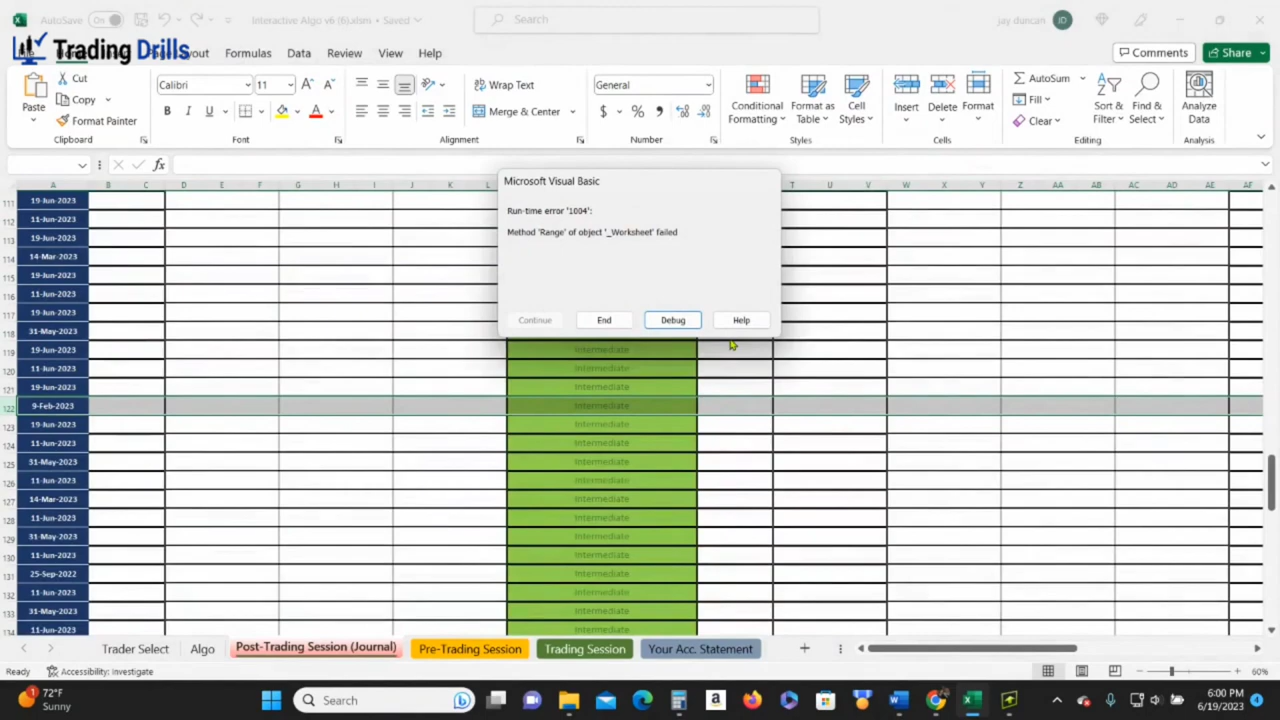 AutoSave On Interactive Algo v6 (6).xlsm • Saved Search jay duncan JD
Trading Drills
Formulas Data Review View Help Comments Share
Paste Cut Copy Format Painter Clipboard
Calibri 11 B I U Font
Wrap Text Merge & Center Alignment
General $ % Number
Conditional Formatting Format as Table Cell Styles Styles
Insert Delete Format Cells
AutoSum Fill Clear Sort & Filter Find & Select Editing
Analyze Data Analysis
fx
A B C D E F G H I J K T U V W X Y Z AA AB AC AD AE AF
111 19-Jun-2023
112 11-Jun-2023
113 19-Jun-2023
114 14-Mar-2023
115 19-Jun-2023
116 11-Jun-2023
117 19-Jun-2023
118 31-May-2023
119 19-Jun-2023 Intermediate
120 11-Jun-2023 Intermediate
121 19-Jun-2023 Intermediate
122 9-Feb-2023 Intermediate
123 19-Jun-2023 Intermediate
124 11-Jun-2023 Intermediate
125 31-May-2023 Intermediate
126 11-Jun-2023 Intermediate
127 14-Mar-2023 Intermediate
128 11-Jun-2023 Intermediate
129 31-May-2023 Intermediate
130 11-Jun-2023 Intermediate
131 25-Sep-2022 Intermediate
132 11-Jun-2023 Intermediate
133 31-May-2023 Intermediate
134 11-Jun-2023 Intermediate
Microsoft Visual Basic
Run-time error '1004':
Method 'Range' of object '_Worksheet' failed
Continue End Debug Help
Trader Select Algo Post-Trading Session (Journal) Pre-Trading Session Trading Session Your Acc. Statement
Ready Accessibility: Investigate 60%
1 72°F Sunny Search 6:00 PM 6/19/2023